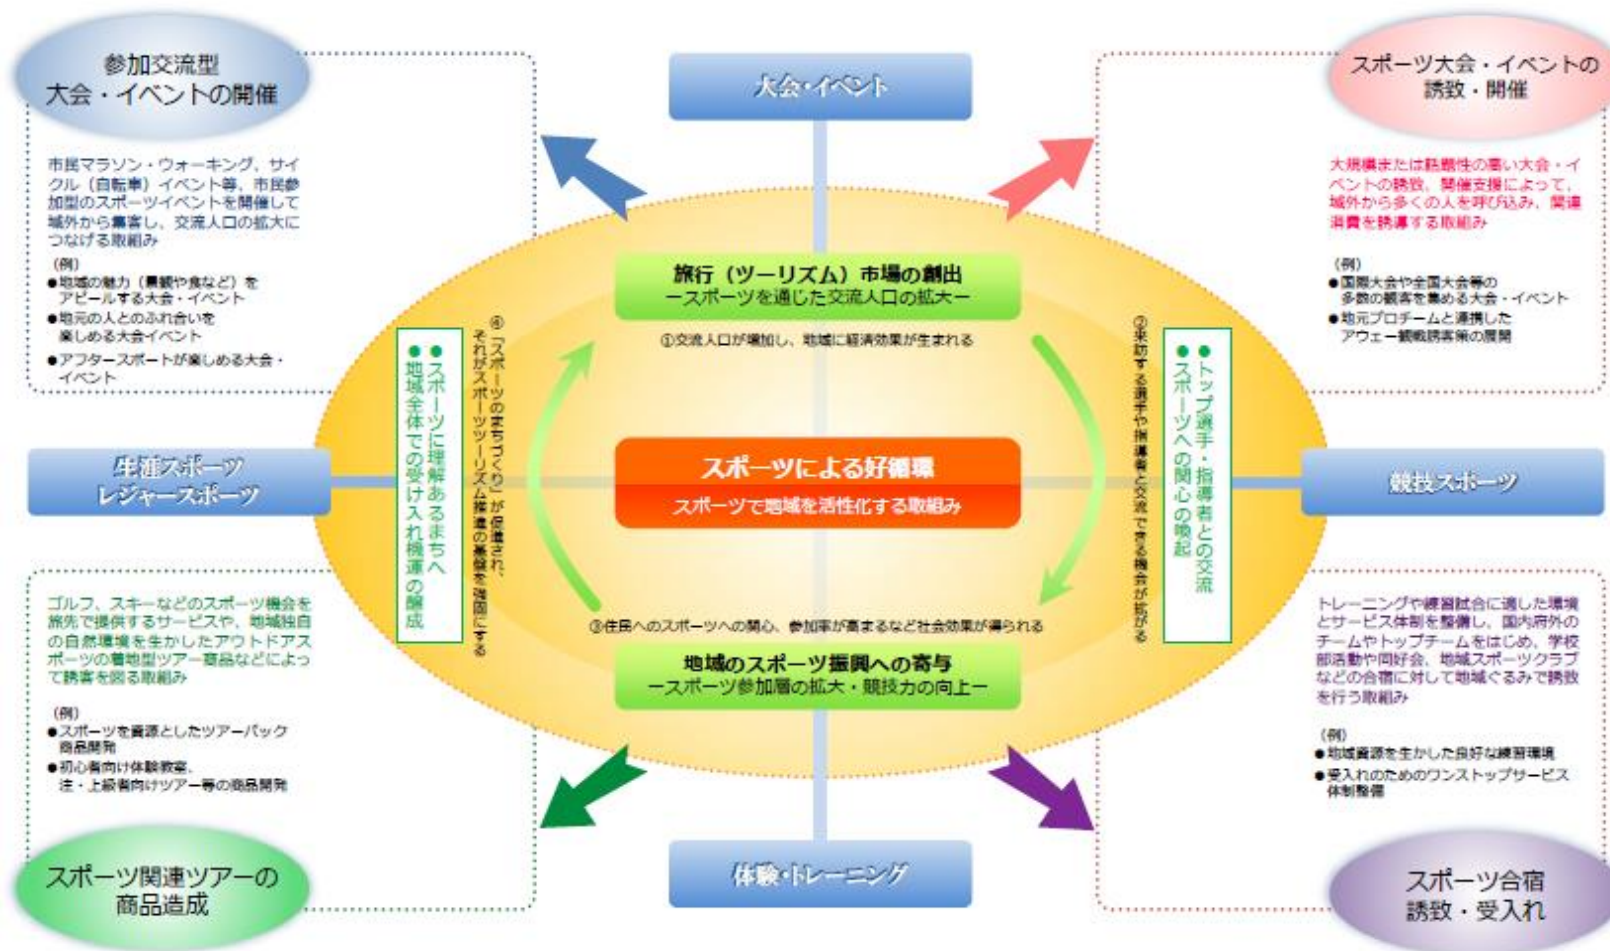 参加交流型
大会・イベントの開催
市民マラソン・ウォーキング、サイ
クル（自転車）イベント等、市民参
加型のスポーツイベントを開催して
域外から集客し、交流人口の拡大に
つなげる取組み
（例）
●地域の魅力（景観や食など）を
アピールする大会・イベント
●地元の人とのふれ合いを
楽しめる大会イベント
●アフタースポートが楽しめる大会・
イベント
大会・イベント
スポーツ大会・イベントの
誘致・開催
大規模または話題性の高い大会・イ
ベントの誘致、開催支援によって、
域外から多くの人を呼び込み、関連
消費を誘導する取組み
（例）
●国際大会や全国大会等の
多数の観客を集める大会・イベント
●地元プロチームと連携した
アウェー観戦誘客策の展開
旅行（ツーリズム）市場の創出
ースポーツを通じた交流人口の拡大ー
①交流人口が増加し、地域に経済効果が生まれる
②来訪する選手や指導者と交流できる機会が拡がる
●トップ選手・指導者との交流
●スポーツへの関心の喚起
④「スポーツのまちづくり」が促進され、
それがスポーツツーリズム推進の基盤を強固にする
●スポーツに理解あるまちへ
●地域全体での受け入れ機運の醸成
生涯スポーツ
レジャースポーツ
スポーツによる好循環
スポーツで地域を活性化する取組み
競技スポーツ
③住民へのスポーツへの関心、参加率が高まるなど社会効果が得られる
地域のスポーツ振興への寄与
ースポーツ参加層の拡大・競技力の向上ー
ゴルフ、スキーなどのスポーツ機会を
旅先で提供するサービスや、地域独自
の自然環境を生かしたアウトドアス
ポーツの着地型ツアー商品などによっ
て誘客を図る取組み
（例）
●スポーツを資源としたツアーパック
商品開発
●初心者向け体験教室、
注・上級者向けツアー等の商品開発
スポーツ関連ツアーの
商品造成
体験・トレーニング
トレーニングや練習試合に適した環境
とサービス体制を整備し、国内府外の
チームやトップチームをはじめ、学校
部活動や同好会、地域スポーツクラブ
などの合宿に対して地域ぐるみで誘致
を行う取組み
（例）
●地域資源を生かした良好な練習環境
●受入れのためのワンストップサービス
体制整備
スポーツ合宿
誘致・受入れ